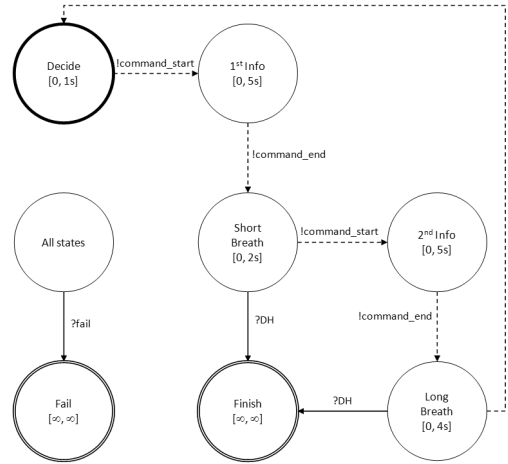 Decide
[0, 1s]
!command_start
1st Info
[0, 5s]
!command_end
All states
Short
Breath
[0, 2s]
!command_start
2nd Info
[0, 5s]
?fail
?DH
!command_end
Fail
[∞, ∞]
Finish
[∞, ∞]
?DH
Long
Breath
[0, 4s]